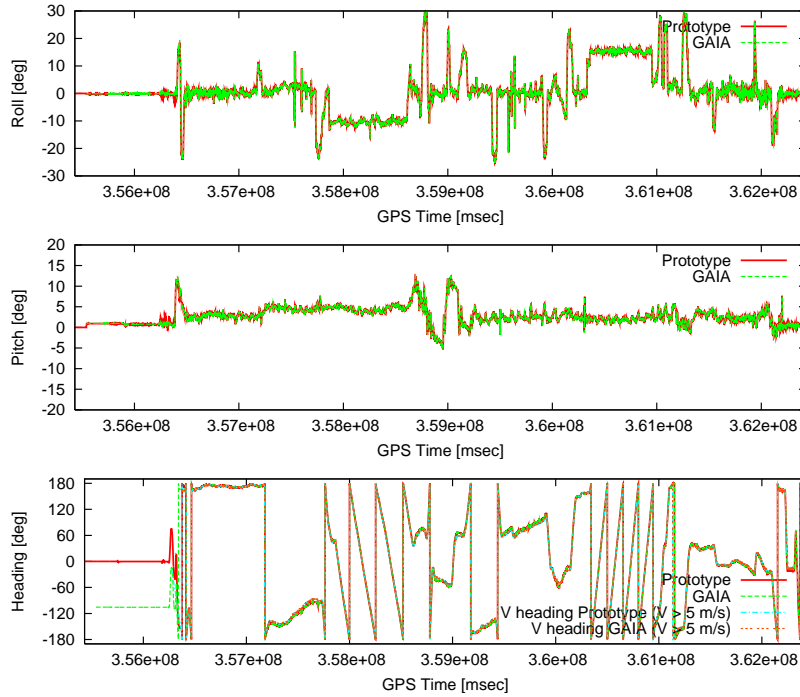 30
20
10
0
-10
-20
30
Roll [deg]
Prototype
GAIA
3.56e+08 3.57e+08 3.58e+08 3.59e+08 3.6e+08 3.61e+08 3.62e+08
GPS Time [msec]
20
15
10
5
0
-5
-10
-15
-20
Pitch [deg]
Prototype
GAIA
3.56e+08 3.57e+08 3.58e+08 3.59e+08 3.6e+08 3.61e+08 3.62e+08
GPS Time [msec]
180
120
60
0
-60
-120
-180
Heading [deg]
Prototype
GAIA
V heading Prototype (V > 5 m/s)
V heading GAIA (V > 5 m/s)
3.56e+08 3.57e+08 3.58e+08 3.59e+08 3.6e+08 3.61e+08 3.62e+08
GPS Time [msec]